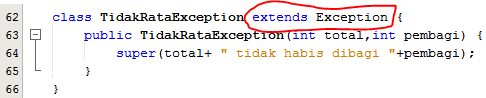 62 class TidakRataException extends Exception {
63 public TidakRataException(int total,int pembagi) {
64 super(total+ " tidak habis dibagi "+pembagi);
65 }
66 }